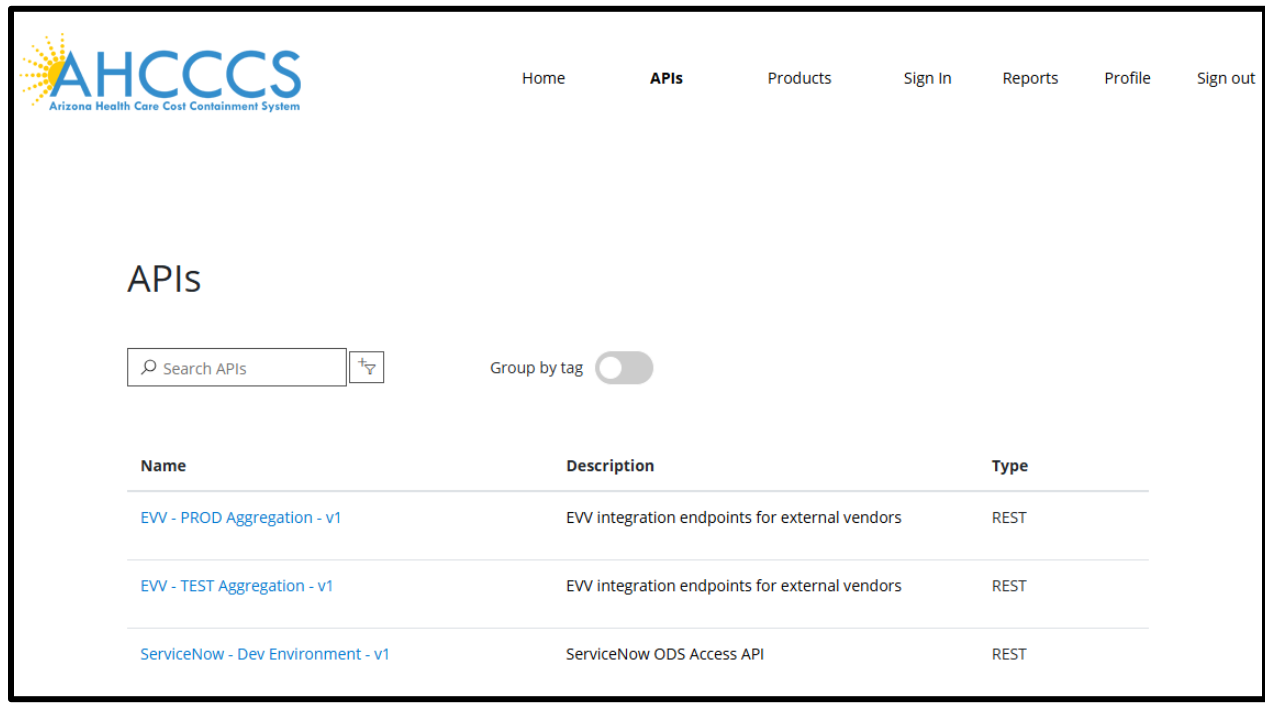 AHCCCS
Arizona Health Care Cost Containment System
Home APIs Products Sign In Reports Profile Sign out
APIs
Search APIs
Group by tag
Name Description Type
EVV - PROD Aggregation - v1 EVV integration endpoints for external vendors REST
EVV - TEST Aggregation - v1 EVV integration endpoints for external vendors REST
ServiceNow - Dev Environment - v1 ServiceNow ODS Access API REST